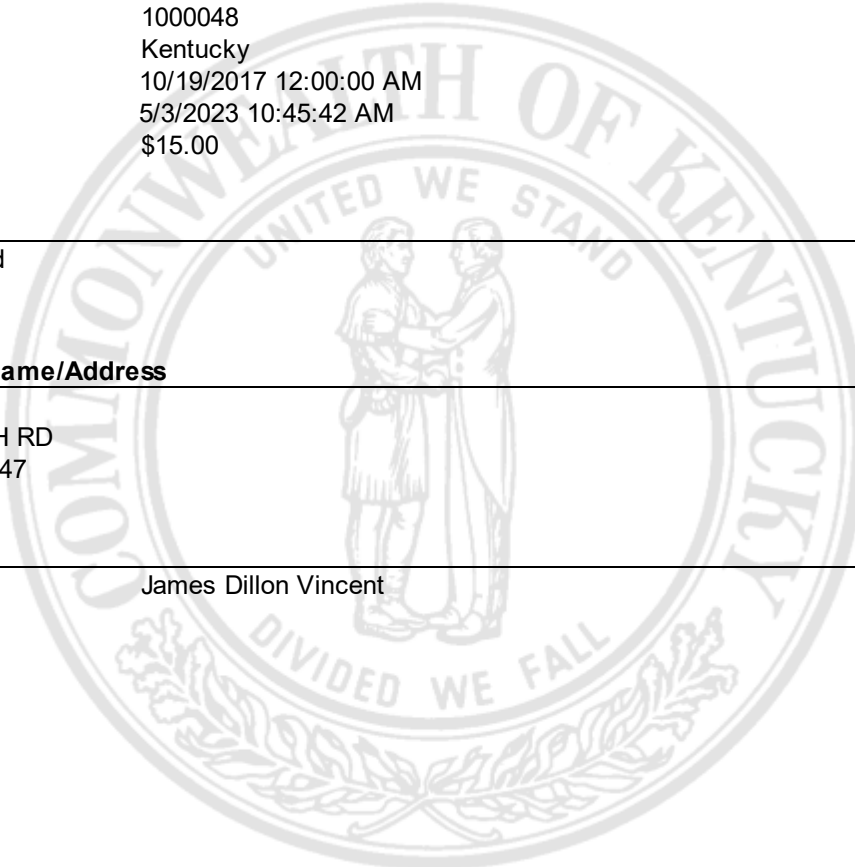 1000048
Kentucky
10/19/2017 12:00:00 AM
5/3/2023 10:45:42 AM
$15.00
d
ame/Address
H RD
47
James Dillon Vincent
COMMONWEALTH OF KENTUCKY
UNITED WE STAND
DIVIDED WE FALL